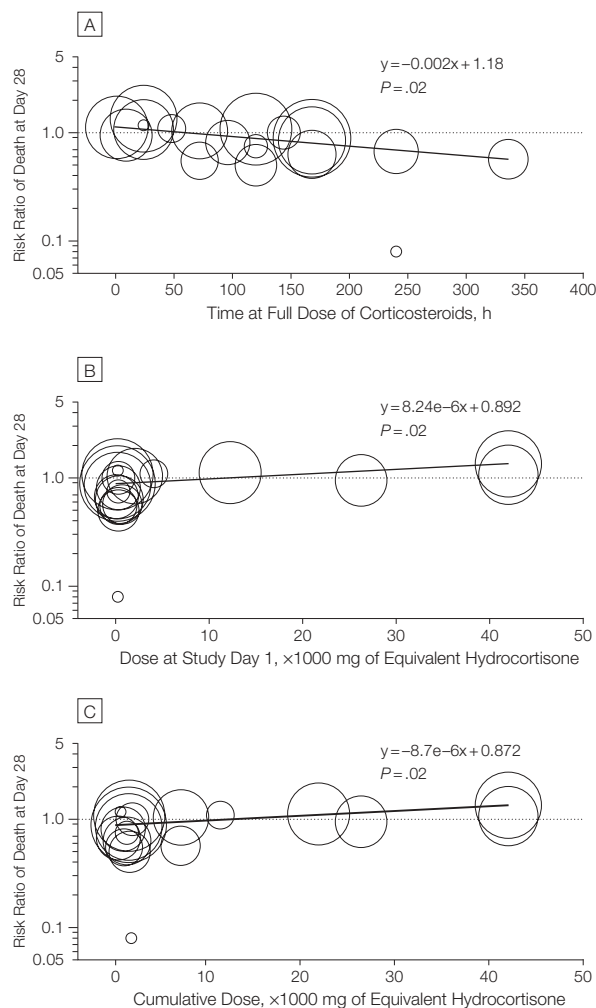 A
5
y=−0.002x+1.18
P=.02
1.0
0.1
0.05
Risk Ratio of Death at Day 28
0 50 100 150 200 250 300 350 400
Time at Full Dose of Corticosteroids, h
B
5
y=8.24e−6x+0.892
P=.02
1.0
0.1
0.05
Risk Ratio of Death at Day 28
0 10 20 30 40 50
Dose at Study Day 1, ×1000 mg of Equivalent Hydrocortisone
C
5
y=−8.7e−6x+0.872
P=.02
1.0
0.1
0.05
Risk Ratio of Death at Day 28
0 10 20 30 40 50
Cumulative Dose, ×1000 mg of Equivalent Hydrocortisone